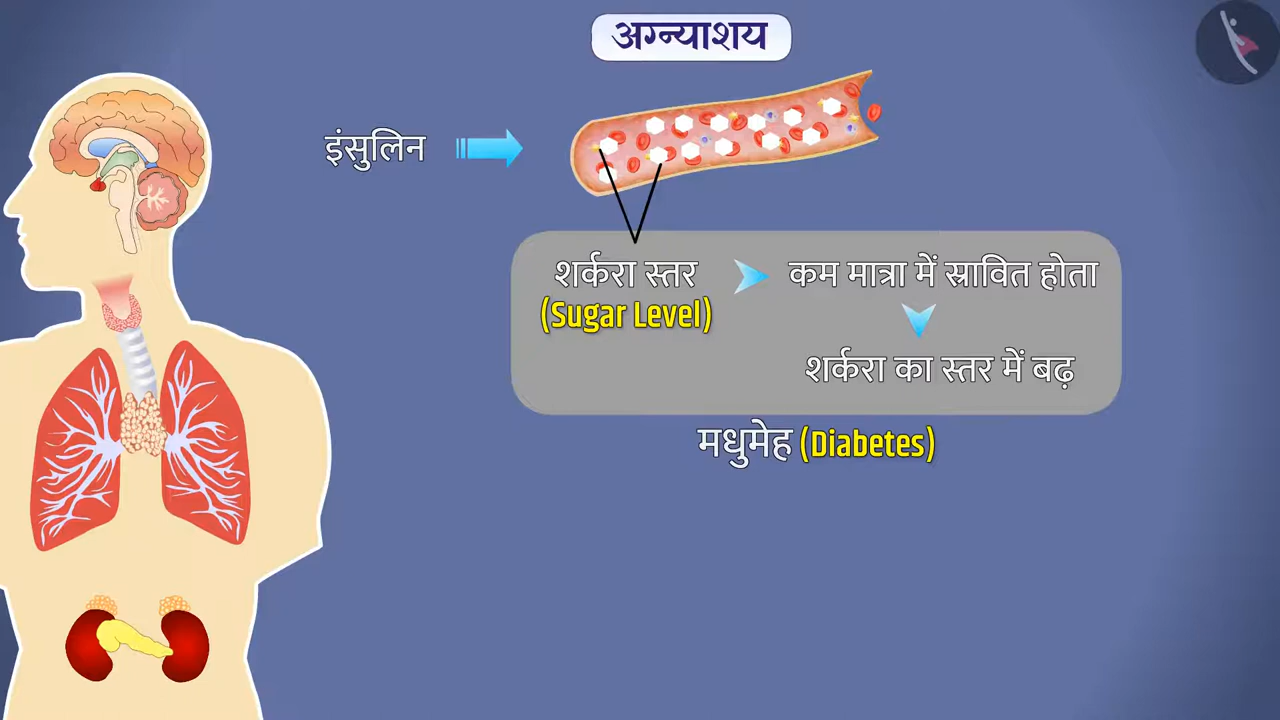 अग्न्याशय
इंसुलिन
शर्करा स्तर
(Sugar Level)
कम मात्रा में स्रावित होता
शर्करा का स्तर में बढ़
मधुमेह (Diabetes)